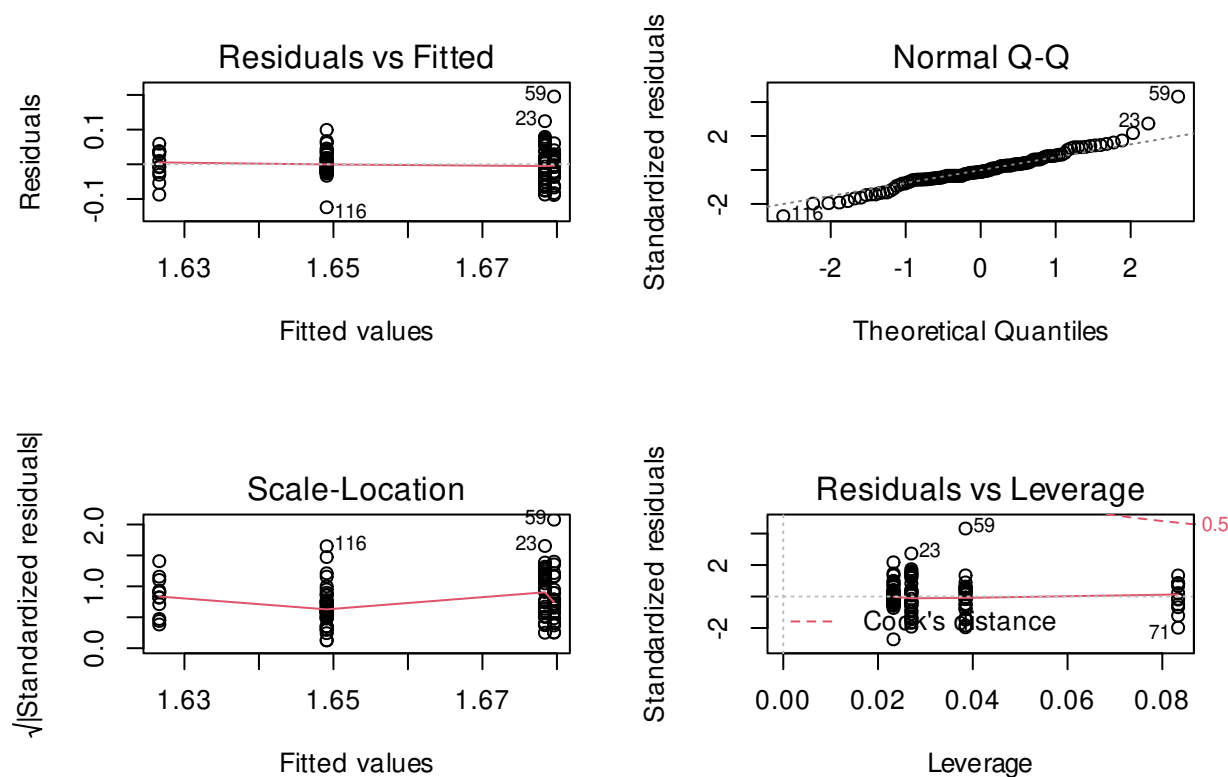 Residuals vs Fitted
Residuals
-0.1
0.1
59
23
116
1.63
1.65
1.67
Fitted values
Normal Q-Q
Standardized residuals
-2
2
59
23
116
-2
-1
0
1
2
Theoretical Quantiles
Scale-Location
√|Standardized residuals|
0.0
1.0
2.0
59
23
116
1.63
1.65
1.67
Fitted values
Residuals vs Leverage
Standardized residuals
-2
2
59
23
71
0.5
Cook's distance
0.00
0.02
0.04
0.06
0.08
Leverage